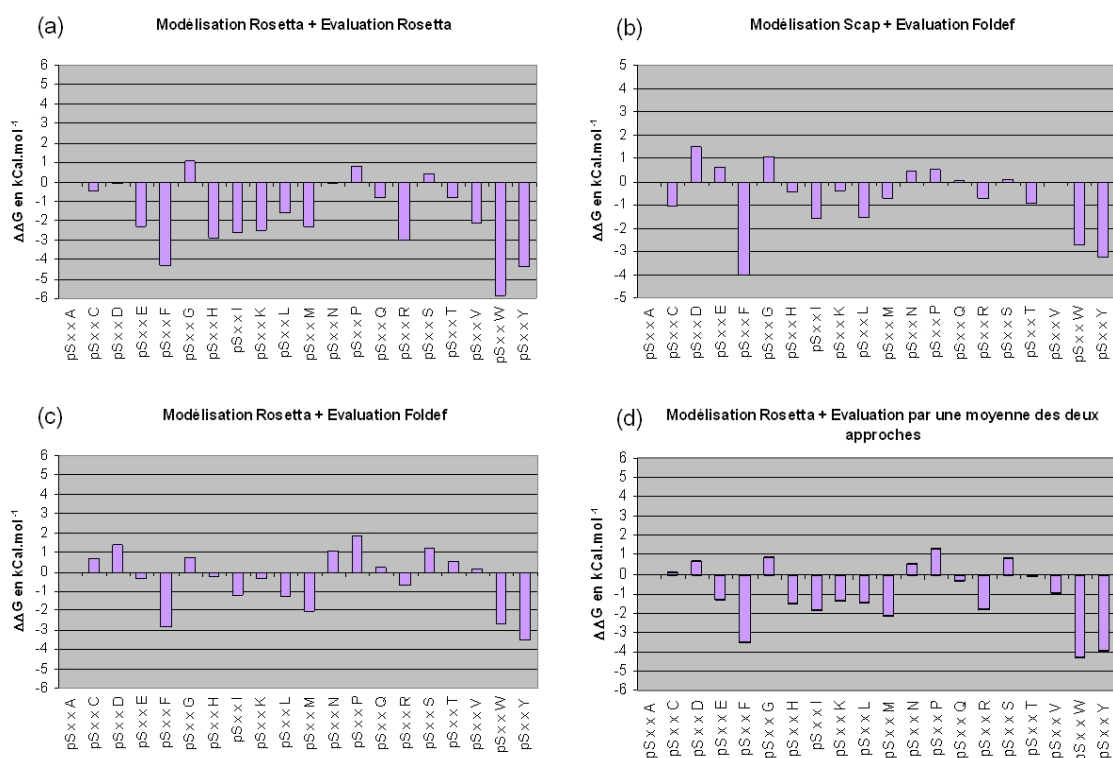 (a)
Modélisation Rosetta + Evaluation Rosetta
ΔΔG en kCal.mol⁻¹
6
5
4
3
2
1
0
-1
-2
-3
-4
-5
-6
pSxxA
pSxxC
pSxxD
pSxxE
pSxxF
pSxxG
pSxxH
pSxxI
pSxxK
pSxxL
pSxxM
pSxxN
pSxxP
pSxxQ
pSxxR
pSxxS
pSxxT
pSxxV
pSxxW
pSxxY
(b)
Modélisation Scap + Evaluation Foldef
ΔΔG en kCal.mol⁻¹
5
4
3
2
1
0
-1
-2
-3
-4
-5
pSxxA
pSxxC
pSxxD
pSxxE
pSxxF
pSxxG
pSxxH
pSxxI
pSxxK
pSxxL
pSxxM
pSxxN
pSxxP
pSxxQ
pSxxR
pSxxS
pSxxT
pSxxV
pSxxW
pSxxY
(c)
Modélisation Rosetta + Evaluation Foldef
ΔΔG en kCal.mol⁻¹
6
5
4
3
2
1
0
-1
-2
-3
-4
-5
-6
pSxxA
pSxxC
pSxxD
pSxxE
pSxxF
pSxxG
pSxxH
pSxxI
pSxxK
pSxxL
pSxxM
pSxxN
pSxxP
pSxxQ
pSxxR
pSxxS
pSxxT
pSxxV
pSxxW
pSxxY
(d)
Modélisation Rosetta + Evaluation par une moyenne des deux
approches
ΔΔG en kCal.mol⁻¹
6
5
4
3
2
1
0
-1
-2
-3
-4
-5
-6
pSxxA
pSxxC
pSxxD
pSxxE
pSxxF
pSxxG
pSxxH
pSxxI
pSxxK
pSxxL
pSxxM
pSxxN
pSxxP
pSxxQ
pSxxR
pSxxS
pSxxT
pSxxV
pSxxW
pSxxY